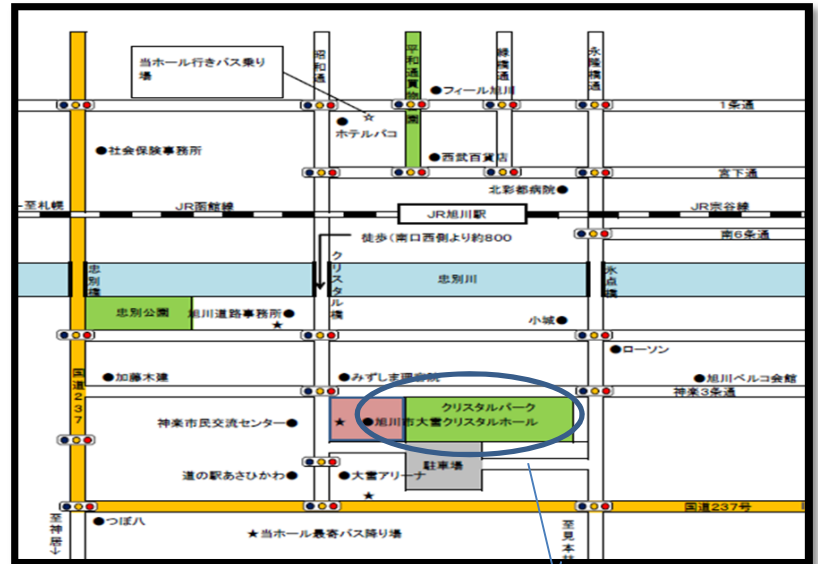 昭和通
平和通買物公園
緑橋通
永隆橋通
当ホール行きバス乗り
場
●フィール旭川
1条通
☆
●
ホテルパコ
●社会保険事務所
●西武百貨店
宮下通
北彩都病院●
至札幌
JR函館線
JR旭川駅
JR宗谷線
徒歩(南口西側より約800
南6条通
忠別橋
クリスタル橋
忠別川
氷点橋
忠別公園
旭川道路事務所●
★
小城●
●ローソン
国道237
●加藤木建
●みずしま理容院
●旭川ベルコ会館
神楽3条通
クリスタルパーク
神楽市民交流センター●
★ ●旭川市大雪クリスタルホール
駐車場
道の駅あさひかわ●
●大雪アリーナ
★
国道237号
至神居↓
●つぼ八
★当ホール最寄バス降り場
至見本